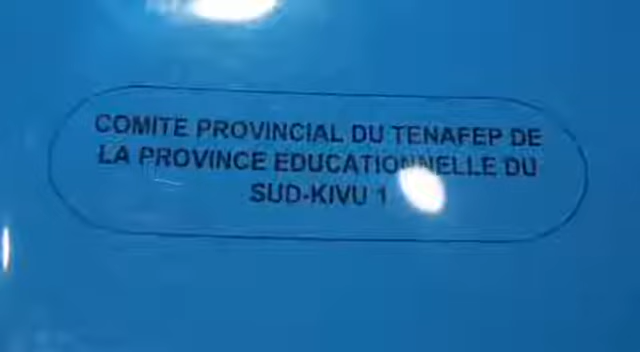 COMITE PROVINCIAL DU TENAFEP DE
LA PROVINCE EDUCATIONNELLE DU
SUD-KIVU 1